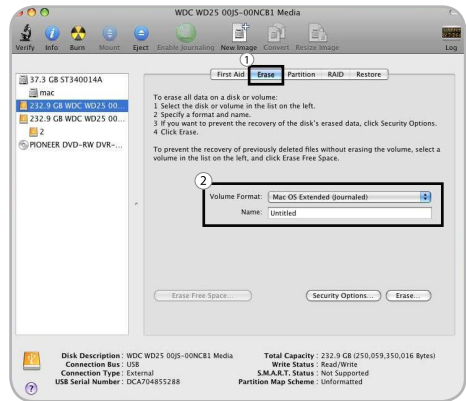 WDC WD25 00JS-00NCB1 Media
Verify Info Burn Mount Eject Enable Journaling New Image Convert Resize Image Log
1
First Aid Erase Partition RAID Restore
37.3 GB ST340014A
mac
232.9 GB WDC WD25 00...
232.9 GB WDC WD25 00...
2
PIONEER DVD-RW DVR-...
To erase all data on a disk or volume:
1 Select the disk or volume in the list on the left.
2 Specify a format and name.
3 If you want to prevent the recovery of the disk's erased data, click Security Options.
4 Click Erase.
To prevent the recovery of previously deleted files without erasing the volume, select a
volume in the list on the left, and click Erase Free Space.
2
Volume Format: Mac OS Extended (Journaled)
Name: Untitled
Erase Free Space... Security Options... Erase...
Disk Description : WDC WD25 00JS-00NCB1 Media Total Capacity : 232.9 GB (250,059,350,016 Bytes)
Connection Bus : USB Write Status : Read/Write
Connection Type : External S.M.A.R.T. Status : Not Supported
USB Serial Number : DCA704855288 Partition Map Scheme : Unformatted
?